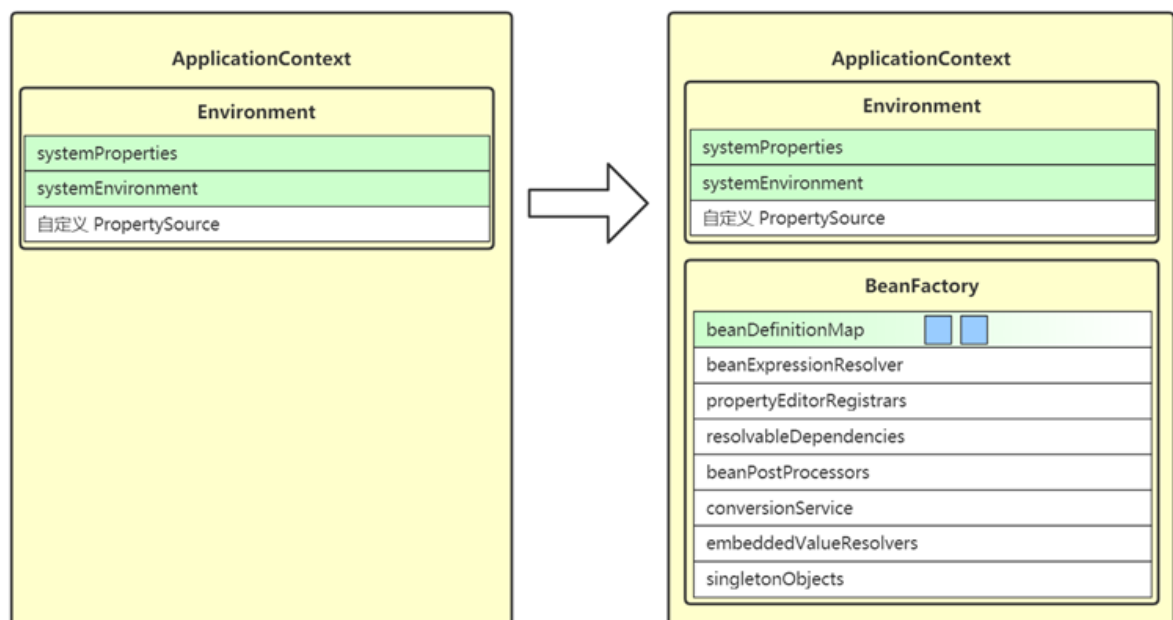 ApplicationContext
Environment
systemProperties
systemEnvironment
自定义 PropertySource
ApplicationContext
Environment
systemProperties
systemEnvironment
自定义 PropertySource
BeanFactory
beanDefinitionMap
beanExpressionResolver
propertyEditorRegistrars
resolvableDependencies
beanPostProcessors
conversionService
embeddedValueResolvers
singletonObjects